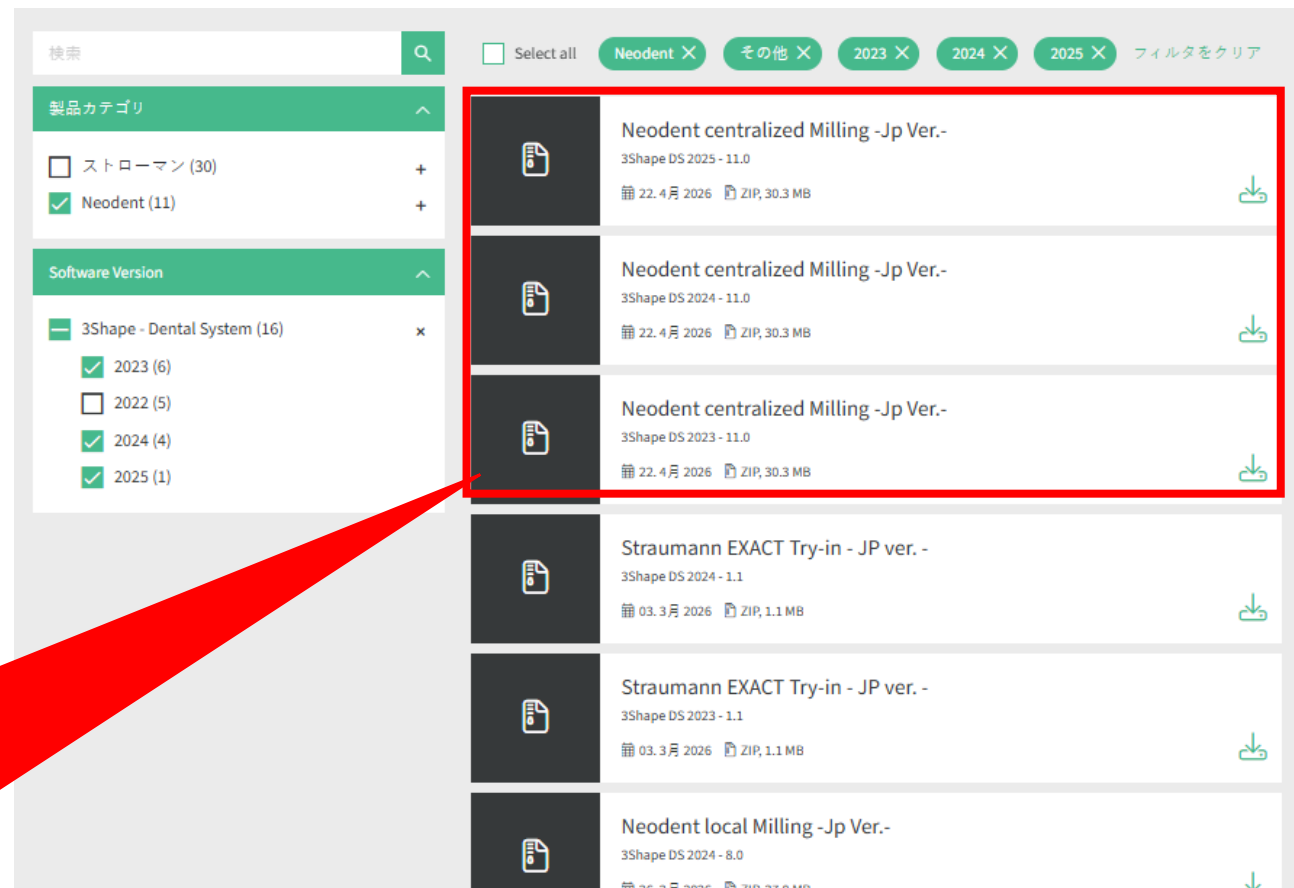 検索
Select all
Neodent
その他
2023
2024
2025
フィルタをクリア
製品カテゴリ
ストローマン (30)
Neodent (11)
Software Version
3Shape - Dental System (16)
2023 (6)
2022 (5)
2024 (4)
2025 (1)
Neodent centralized Milling -Jp Ver.-
3Shape DS 2025 - 11.0
22. 4月 2026 ZIP, 30.3 MB
Neodent centralized Milling -Jp Ver.-
3Shape DS 2024 - 11.0
22. 4月 2026 ZIP, 30.3 MB
Neodent centralized Milling -Jp Ver.-
3Shape DS 2023 - 11.0
22. 4月 2026 ZIP, 30.3 MB
Straumann EXACT Try-in - JP ver. -
3Shape DS 2024 - 1.1
03. 3月 2026 ZIP, 1.1 MB
Straumann EXACT Try-in - JP ver. -
3Shape DS 2023 - 1.1
03. 3月 2026 ZIP, 1.1 MB
Neodent local Milling -Jp Ver.-
3Shape DS 2024 - 8.0